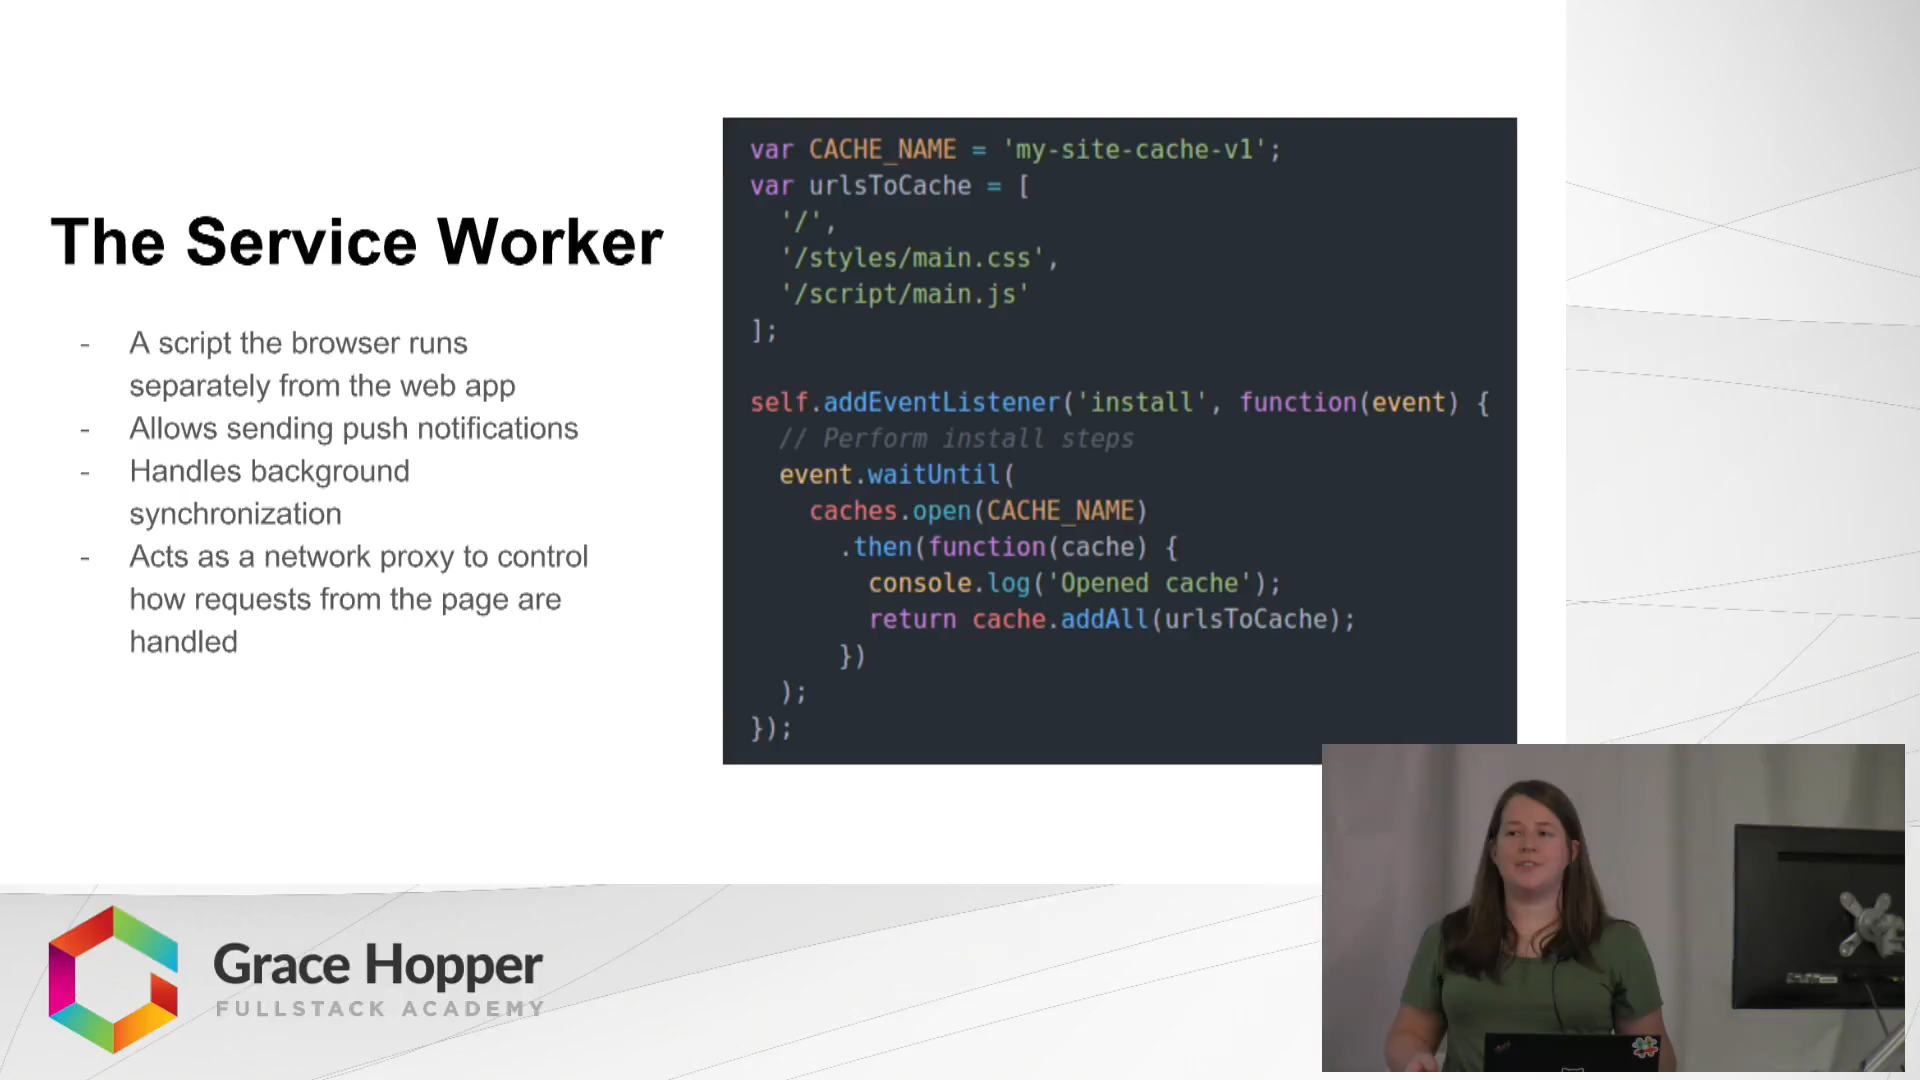 The Service Worker
- A script the browser runs
separately from the web app
- Allows sending push notifications
- Handles background
synchronization
- Acts as a network proxy to control
how requests from the page are
handled
var CACHE_NAME = 'my-site-cache-v1';
var urlsToCache = [
  '/',
  '/styles/main.css',
  '/script/main.js'
];
self.addEventListener('install', function(event) {
  // Perform install steps
  event.waitUntil(
    caches.open(CACHE_NAME)
      .then(function(cache) {
        console.log('Opened cache');
        return cache.addAll(urlsToCache);
      })
  );
});
Grace Hopper
FULLSTACK ACADEMY